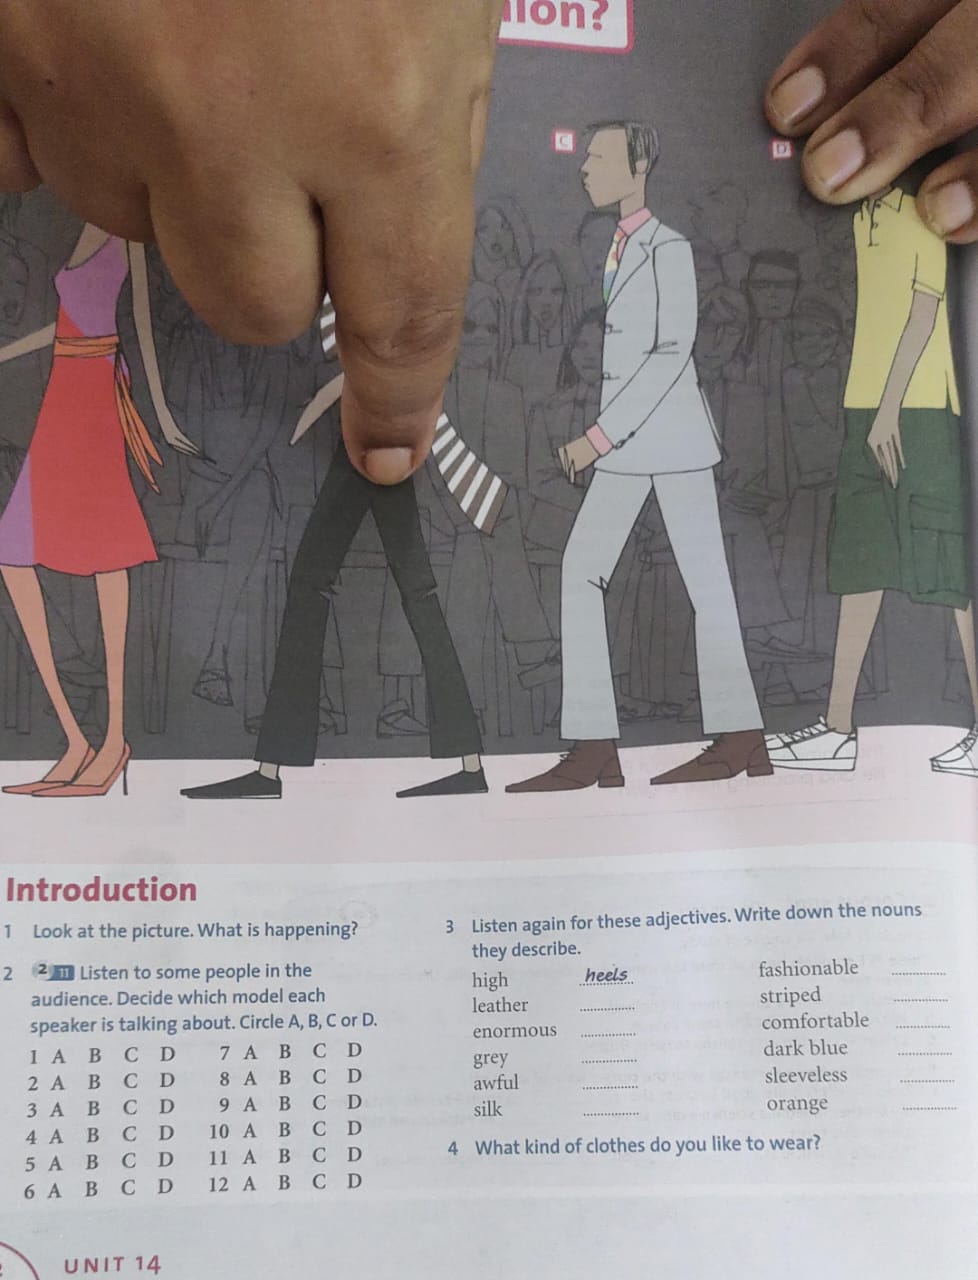 C
D
Introduction
1 Look at the picture. What is happening?
2 2 11 Listen to some people in the
audience. Decide which model each
speaker is talking about. Circle A, B, C or D.
1 A B C D 7 A B C D
2 A B C D 8 A B C D
3 A B C D 9 A B C D
4 A B C D 10 A B C D
5 A B C D 11 A B C D
6 A B C D 12 A B C D
3 Listen again for these adjectives. Write down the nouns
they describe.
high heels fashionable ............
leather ............ striped ............
enormous ............ comfortable ............
grey ............ dark blue ............
awful ............ sleeveless ............
silk ............ orange ............
4 What kind of clothes do you like to wear?
UNIT 14